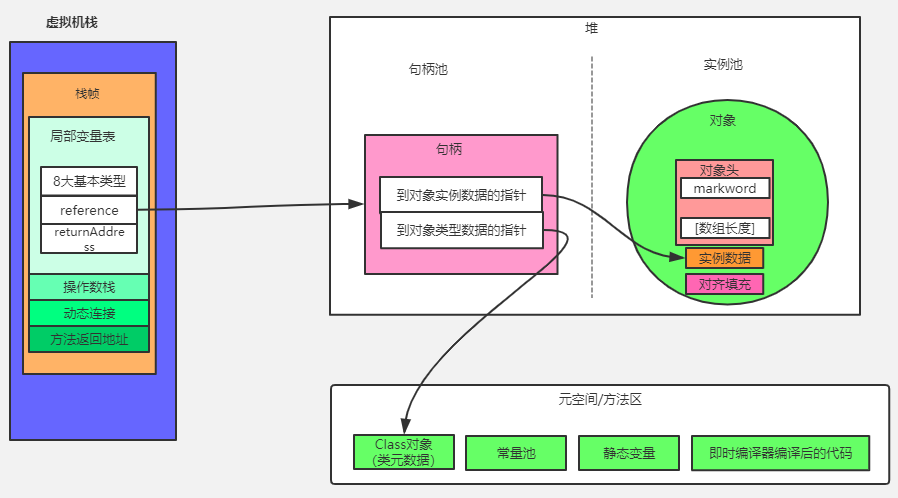 虚拟机栈
栈帧
局部变量表
8大基本类型
reference
returnAddre
ss
操作数栈
动态连接
方法返回地址
堆
句柄池
实例池
句柄
到对象实例数据的指针
到对象类型数据的指针
对象
对象头
markword
[数组长度]
实例数据
对齐填充
元空间/方法区
Class对象
（类元数据）
常量池
静态变量
即时编译器编译后的代码